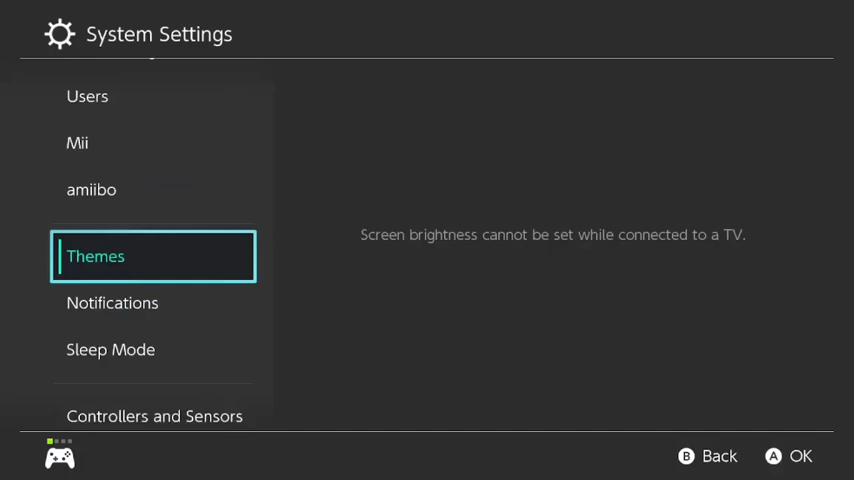 System Settings
Users
Mii
amiibo
Themes
Screen brightness cannot be set while connected to a TV.
Notifications
Sleep Mode
Controllers and Sensors
B Back A OK